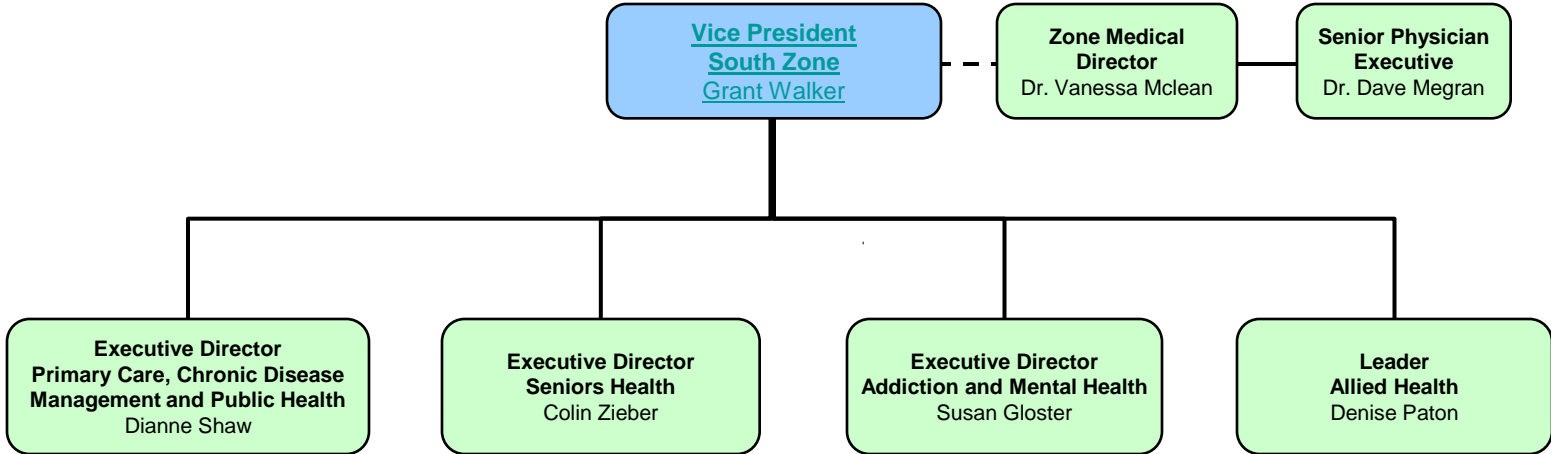 Vice President
South Zone
Grant Walker
Zone Medical
Director
Dr. Vanessa Mclean
Senior Physician
Executive
Dr. Dave Megran
Executive Director
Primary Care, Chronic Disease
Management and Public Health
Dianne Shaw
Executive Director
Seniors Health
Colin Zieber
Executive Director
Addiction and Mental Health
Susan Gloster
Leader
Allied Health
Denise Paton